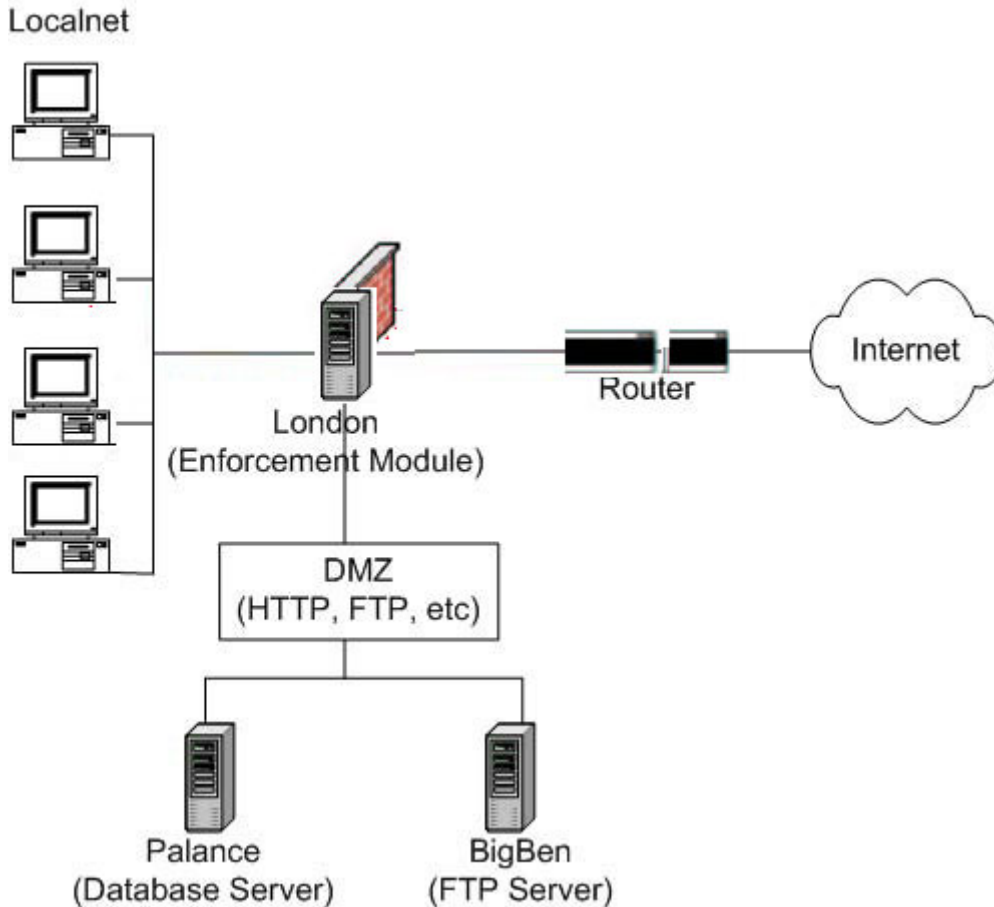 Localnet
Internet
Router
London
(Enforcement Module)
DMZ
(HTTP, FTP, etc)
Palance
(Database Server)
BigBen
(FTP Server)